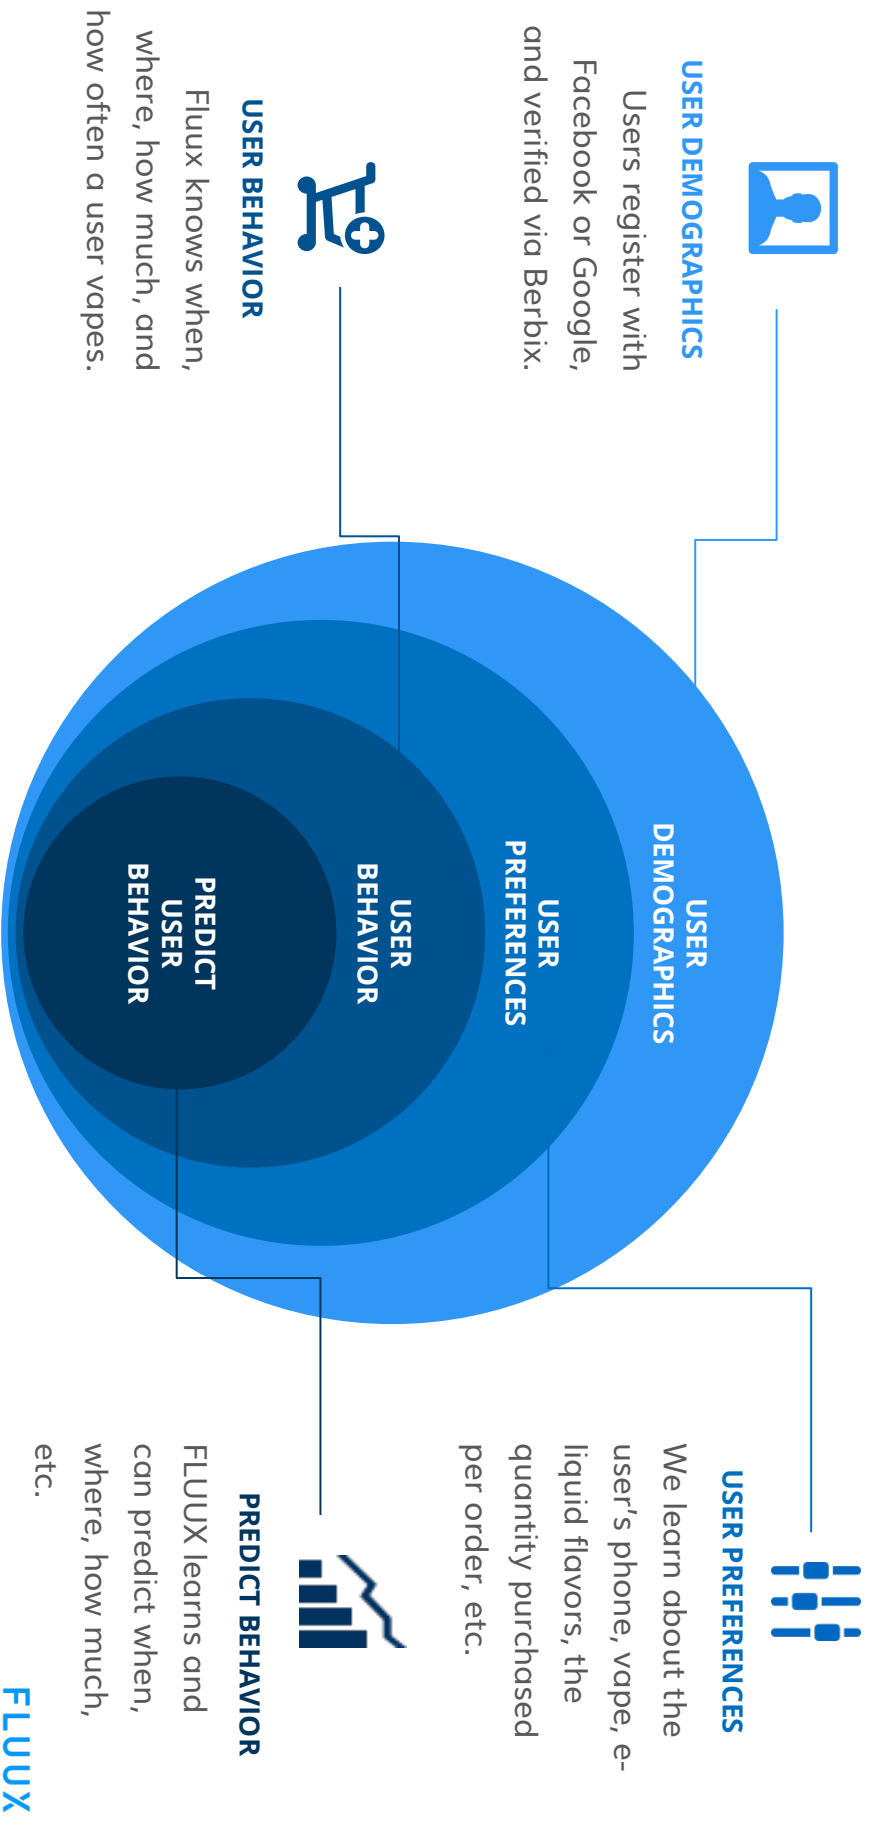 USER DEMOGRAPHICS
Users register with
Facebook or Google,
and verified via Berbix.
USER BEHAVIOR
Fluux knows when,
where, how much, and
how often a user vapes.
USER
DEMOGRAPHICS
USER
PREFERENCES
USER
BEHAVIOR
PREDICT
USER
BEHAVIOR
USER PREFERENCES
We learn about the
user’s phone, vape, e-
liquid flavors, the
quantity purchased
per order, etc.
PREDICT BEHAVIOR
FLUUX learns and
can predict when,
where, how much,
etc.
FLUUX